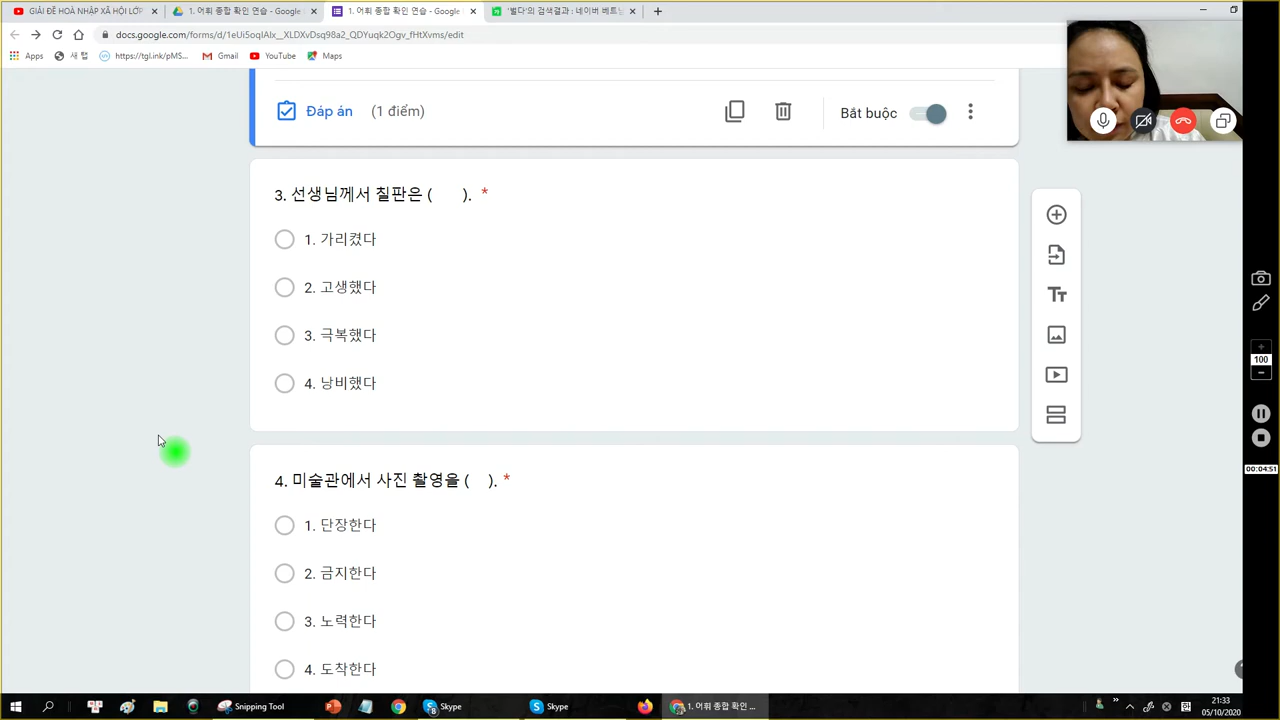 GIẢI ĐỀ HOÀ NHẬP XÃ HỘI LỚP
1. 어휘 종합 확인 연습 - Google
1. 어휘 종합 확인 연습 - Google
'벌다'의 검색결과 : 네이버 베트남
docs.google.com/forms/d/1eUi5oqIAlx__XLDXvDsq98a2_QDYuqk2Ogv_fHtXvms/edit
Apps
새 탭
https://tgl.ink/pMS...
Gmail
YouTube
Maps
Đáp án
(1 điểm)
Bắt buộc
3. 선생님께서 칠판은 (      ). *
1. 가리켰다
2. 고생했다
3. 극복했다
4. 낭비했다
4. 미술관에서 사진 촬영을 (   ). *
1. 단장한다
2. 금지한다
3. 노력한다
4. 도착한다
100
00:04:51
Snipping Tool
Skype
Skype
1. 어휘 종합 확인 ...
21:33
05/10/2020